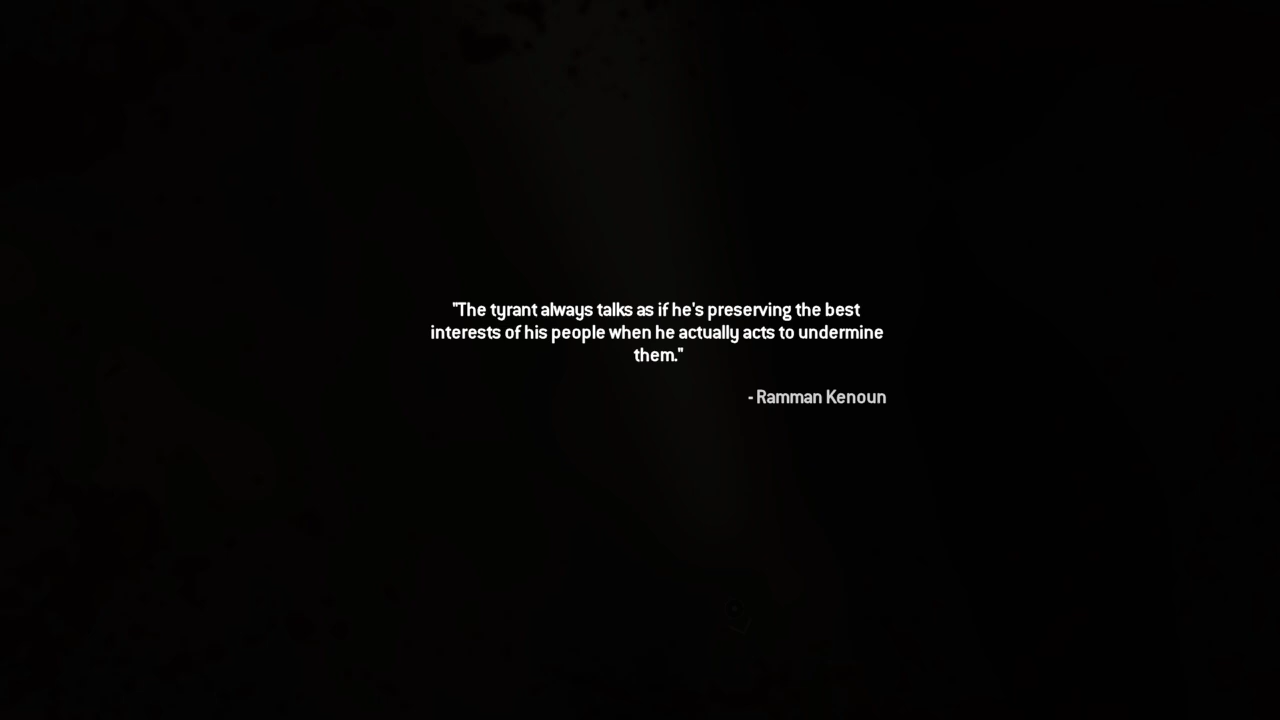 "The tyrant always talks as if he's preserving the best
interests of his people when he actually acts to undermine
them."
- Ramman Kenoun